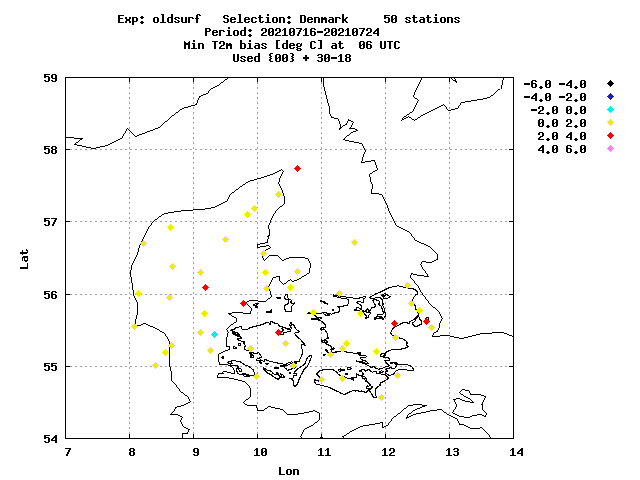 Exp: oldsurf   Selection: Denmark     50 stations
Period: 20210716-20210724
Min T2m bias [deg C] at  06 UTC
Used {00} + 30-18
-6.0 -4.0
-4.0 -2.0
-2.0 0.0
0.0 2.0
2.0 4.0
4.0 6.0
59
58
57
56
55
54
Lat
7 8 9 10 11 12 13 14
Lon